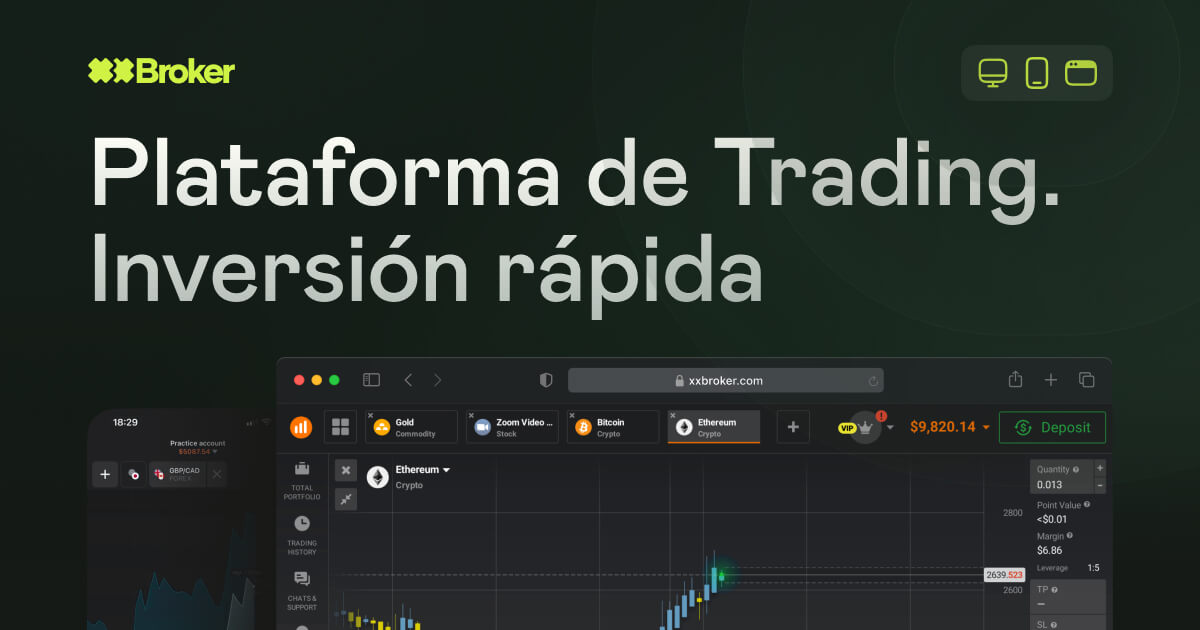 xxBroker
Plataforma de Trading.
Inversión rápida
xxbroker.com
18:29
Practice account
$5087.54
GBP/CAD
FOREX
Gold
Commodity
Zoom Video ...
Stock
Bitcoin
Crypto
Ethereum
Crypto
VIP
!
$9,820.14
Deposit
TOTAL
PORTFOLIO
TRADING
HISTORY
CHATS &
SUPPORT
Ethereum
Crypto
2800
2639.523
2600
Quantity
0.013
Point Value
<$0.01
Margin
$6.86
Leverage 1:5
TP
–
SL